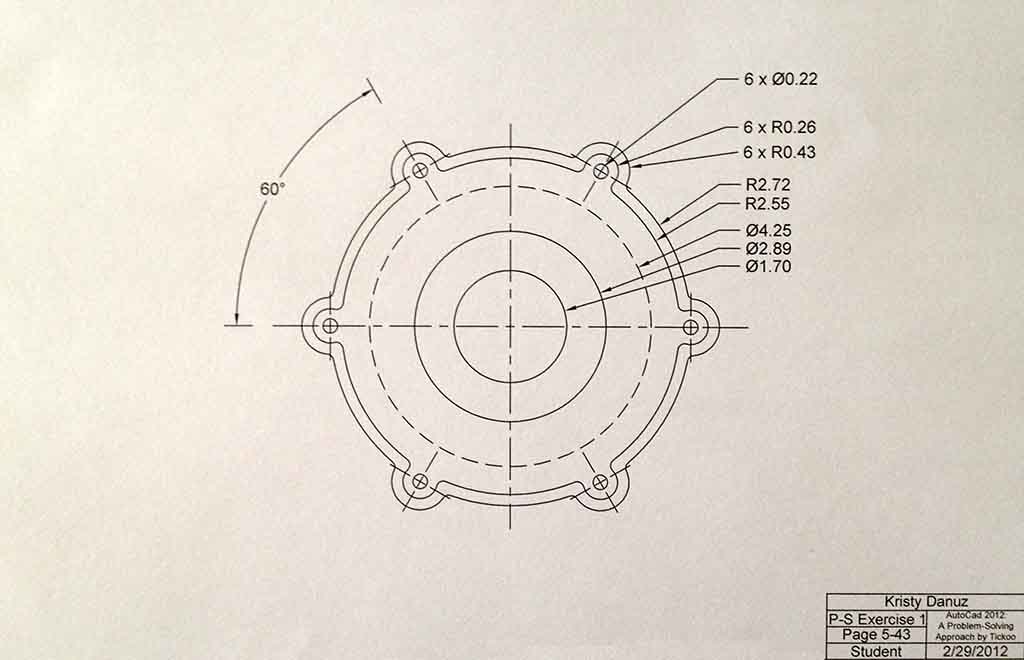 6 x Ø0.22
6 x R0.26
6 x R0.43
60°
R2.72
R2.55
Ø4.25
Ø2.89
Ø1.70
Kristy Danuz
P-S Exercise 1
Page 5-43
AutoCad 2012:
A Problem-Solving
Approach by Tickoo
Student
2/29/2012